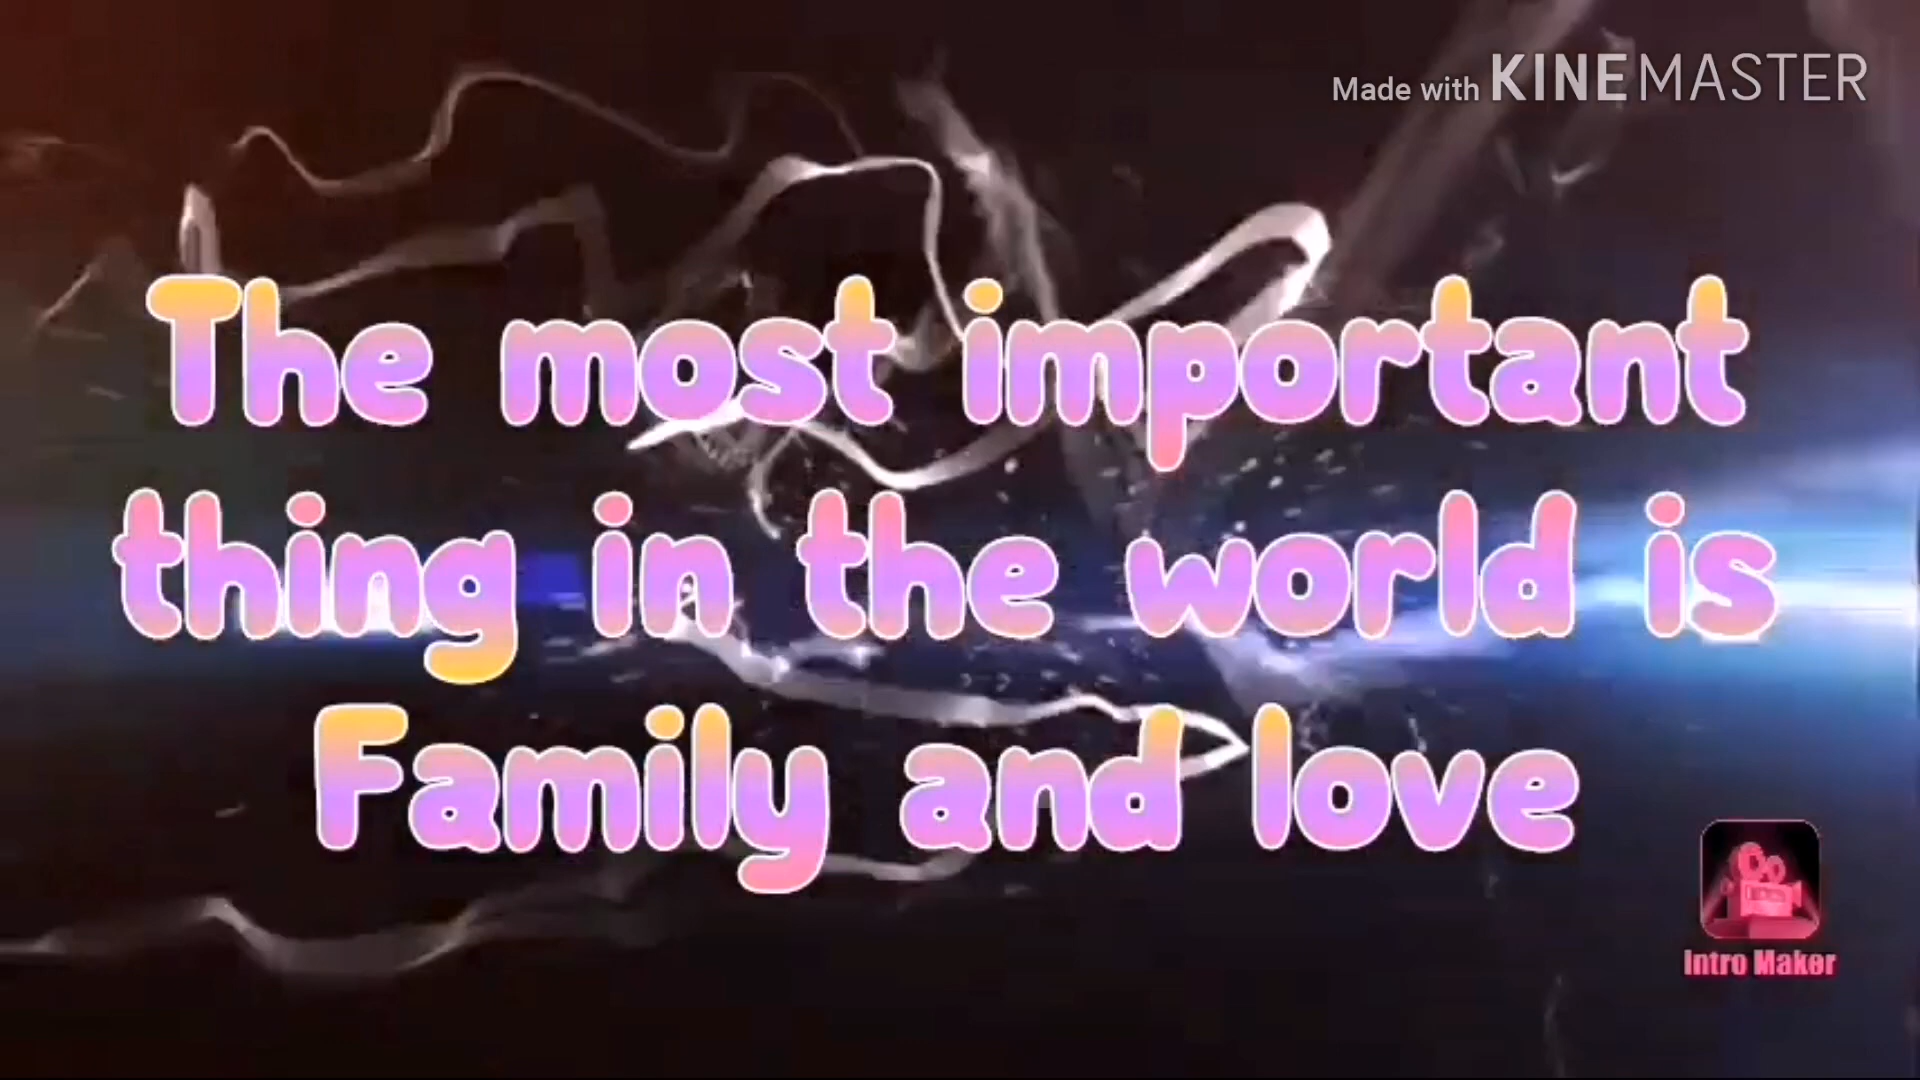 Made with KINEMASTER
The most important
thing in the world is
Family and love
Intro Maker